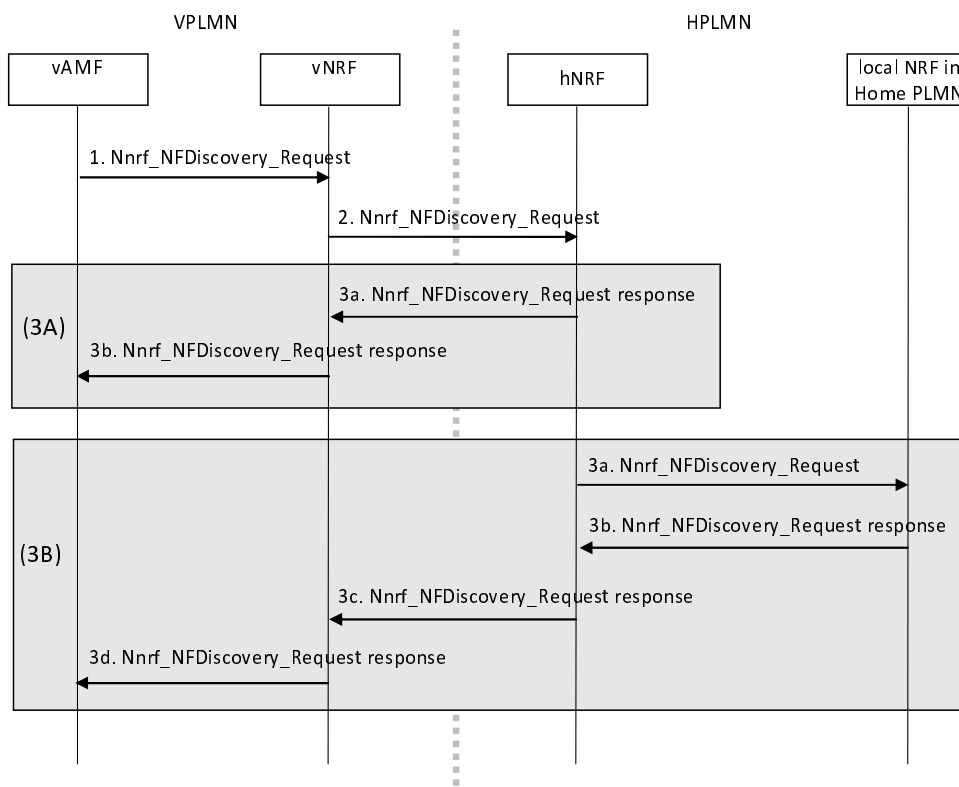 VPLMN
HPLMN
vAMF
vNRF
hNRF
local NRF in
Home PLMN
1. Nnrf_NFDiscovery_Request
2. Nnrf_NFDiscovery_Request
(3A)
3a. Nnrf_NFDiscovery_Request response
3b. Nnrf_NFDiscovery_Request response
(3B)
3a. Nnrf_NFDiscovery_Request
3b. Nnrf_NFDiscovery_Request response
3c. Nnrf_NFDiscovery_Request response
3d. Nnrf_NFDiscovery_Request response